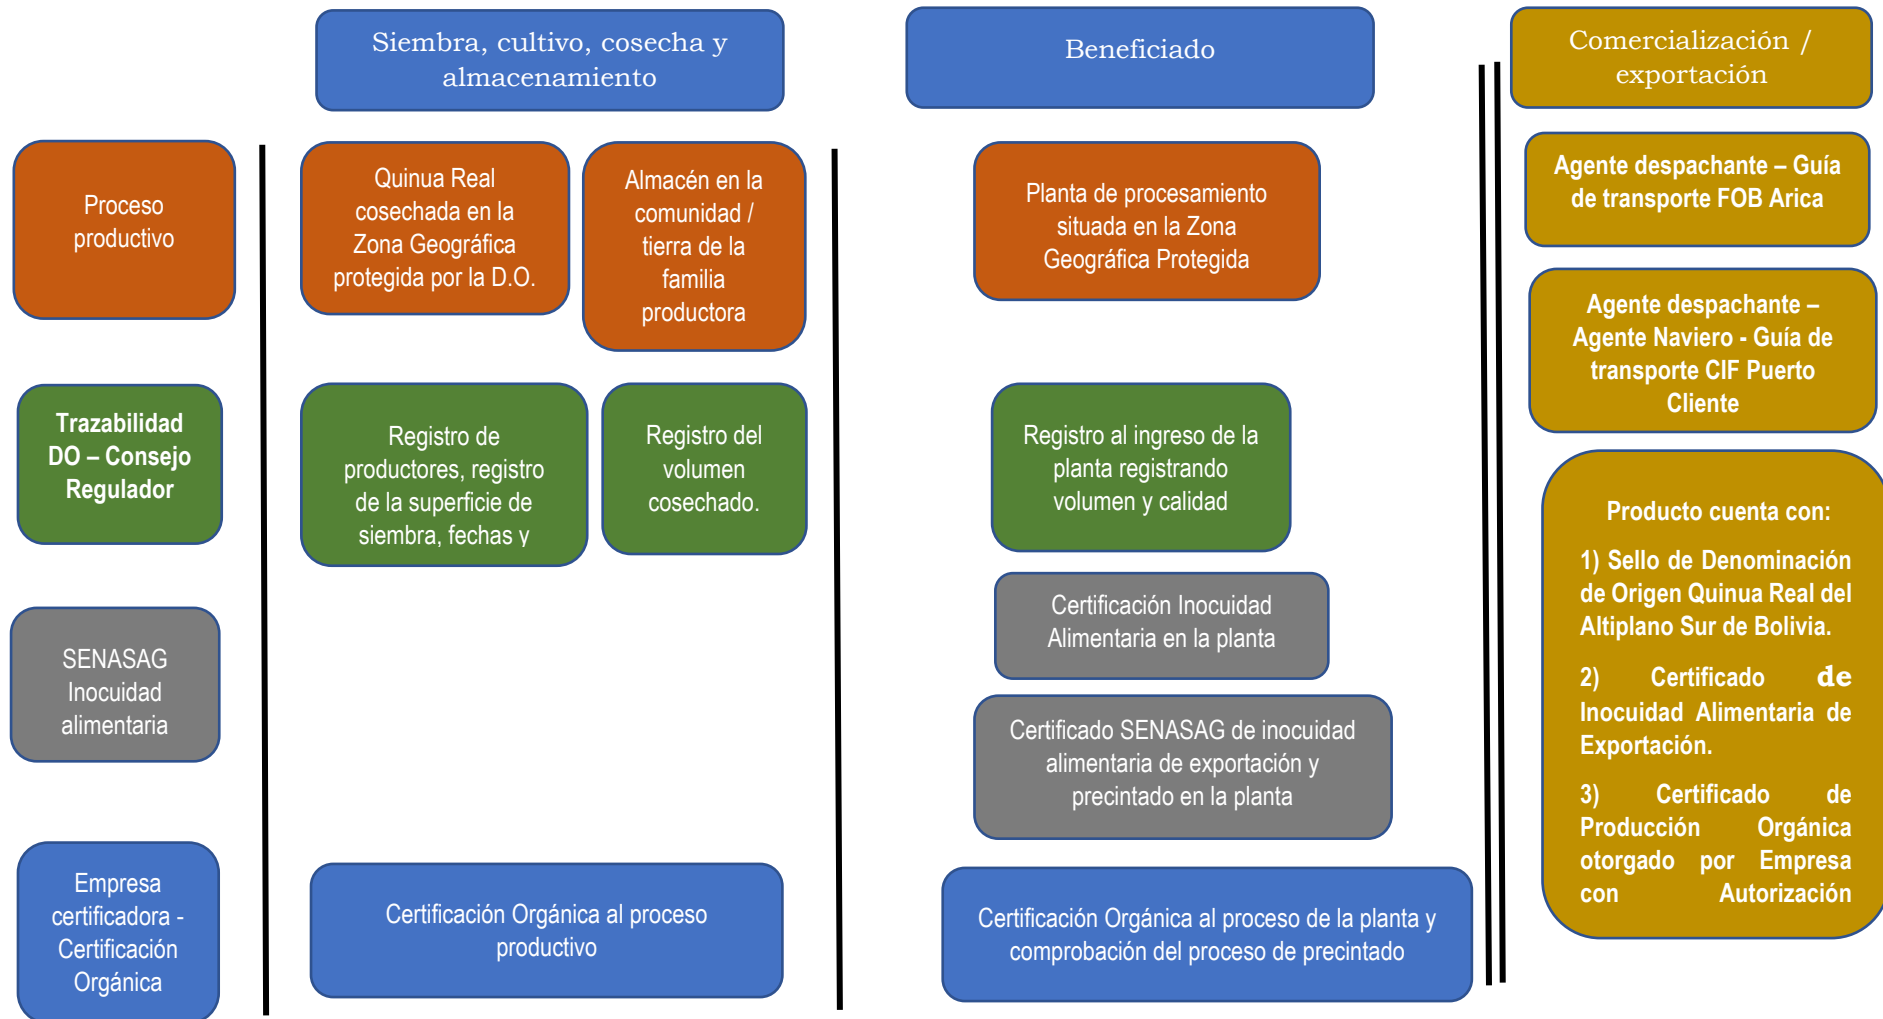 Siembra, cultivo, cosecha y
almacenamiento
Beneficiado
Comercialización /
exportación
Proceso
productivo
Quinua Real
cosechada en la
Zona Geográfica
protegida por la D.O.
Almacén en la
comunidad /
tierra de la
familia
productora
Planta de procesamiento
situada en la Zona
Geográfica Protegida
Agente despachante – Guía
de transporte FOB Arica
Agente despachante –
Agente Naviero - Guía de
transporte CIF Puerto
Cliente
Trazabilidad
DO – Consejo
Regulador
Registro de
productores, registro
de la superficie de
siembra, fechas y
Registro del
volumen
cosechado.
Registro al ingreso de la
planta registrando
volumen y calidad
Producto cuenta con:
1) Sello de Denominación
de Origen Quinua Real del
Altiplano Sur de Bolivia.
2) Certificado de
Inocuidad Alimentaria de
Exportación.
3) Certificado de
Producción Orgánica
otorgado por Empresa
con Autorización
SENASAG
Inocuidad
alimentaria
Certificación Inocuidad
Alimentaria en la planta
Certificado SENASAG de inocuidad
alimentaria de exportación y
precintado en la planta
Empresa
certificadora -
Certificación
Orgánica
Certificación Orgánica al proceso
productivo
Certificación Orgánica al proceso de la planta y
comprobación del proceso de precintado